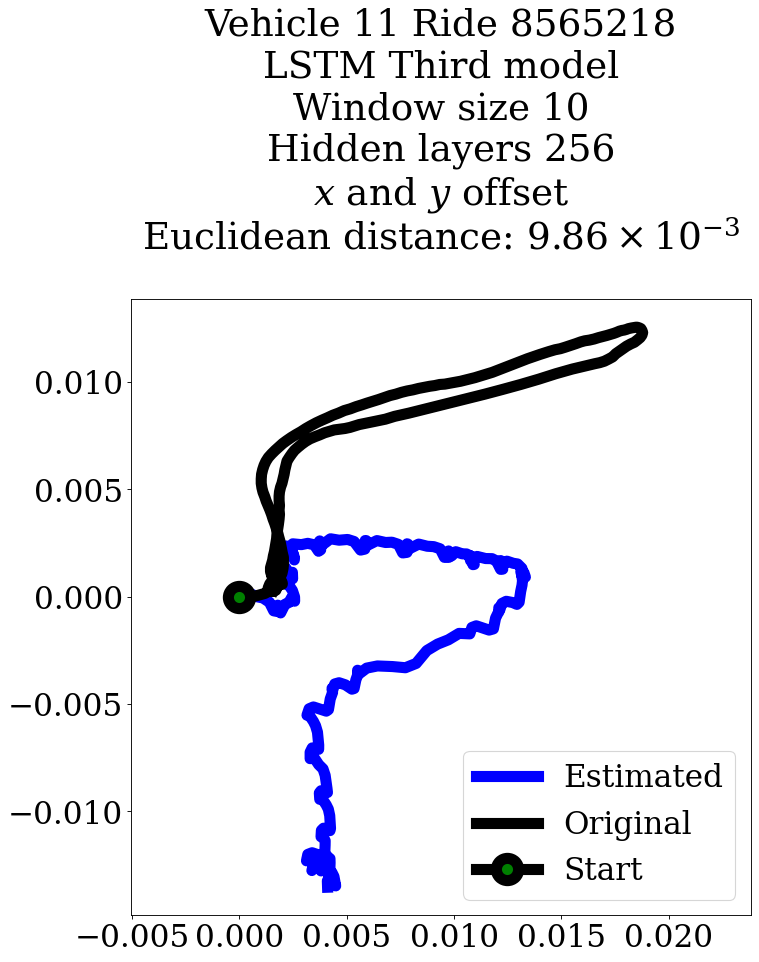 Vehicle 11 Ride 8565218
LSTM Third model
Window size 10
Hidden layers 256
x and y offset
Euclidean distance: 9.86 × 10⁻³
0.010
0.005
0.000
−0.005
−0.010
Estimated
Original
Start
−0.005 0.000 0.005 0.010 0.015 0.020